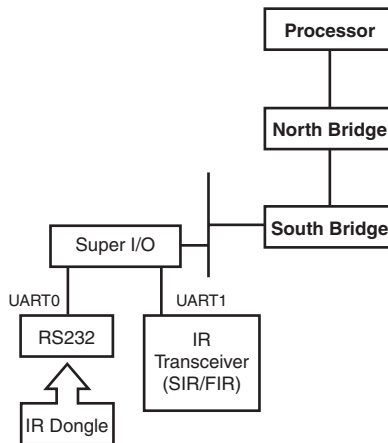 Processor
North Bridge
South Bridge
Super I/O
UART0
UART1
RS232
IR
Transceiver
(SIR/FIR)
IR Dongle